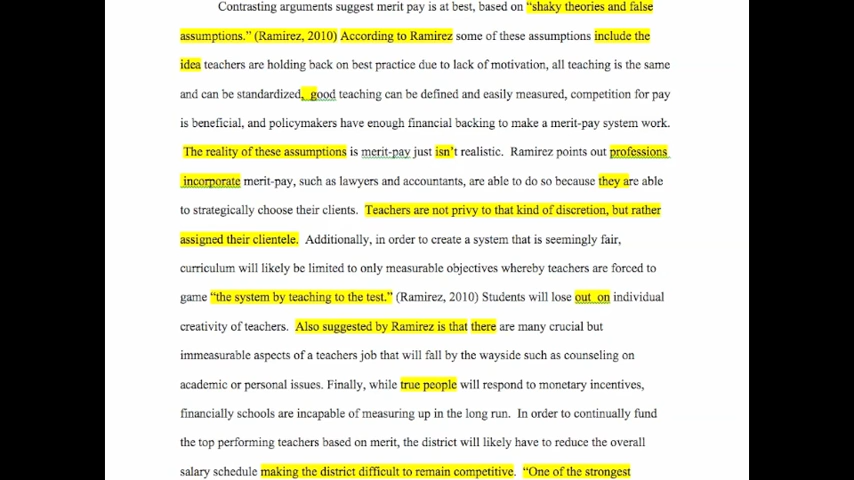 Contrasting arguments suggest merit pay is at best, based on “shaky theories and false
assumptions.” (Ramirez, 2010) According to Ramirez some of these assumptions include the
idea teachers are holding back on best practice due to lack of motivation, all teaching is the same
and can be standardized, good teaching can be defined and easily measured, competition for pay
is beneficial, and policymakers have enough financial backing to make a merit-pay system work.
The reality of these assumptions is merit-pay just isn’t realistic. Ramirez points out professions
incorporate merit-pay, such as lawyers and accountants, are able to do so because they are able
to strategically choose their clients. Teachers are not privy to that kind of discretion, but rather
assigned their clientele. Additionally, in order to create a system that is seemingly fair,
curriculum will likely be limited to only measurable objectives whereby teachers are forced to
game “the system by teaching to the test.” (Ramirez, 2010) Students will lose out on individual
creativity of teachers. Also suggested by Ramirez is that there are many crucial but
immeasurable aspects of a teachers job that will fall by the wayside such as counseling on
academic or personal issues. Finally, while true people will respond to monetary incentives,
financially schools are incapable of measuring up in the long run. In order to continually fund
the top performing teachers based on merit, the district will likely have to reduce the overall
salary schedule making the district difficult to remain competitive. “One of the strongest